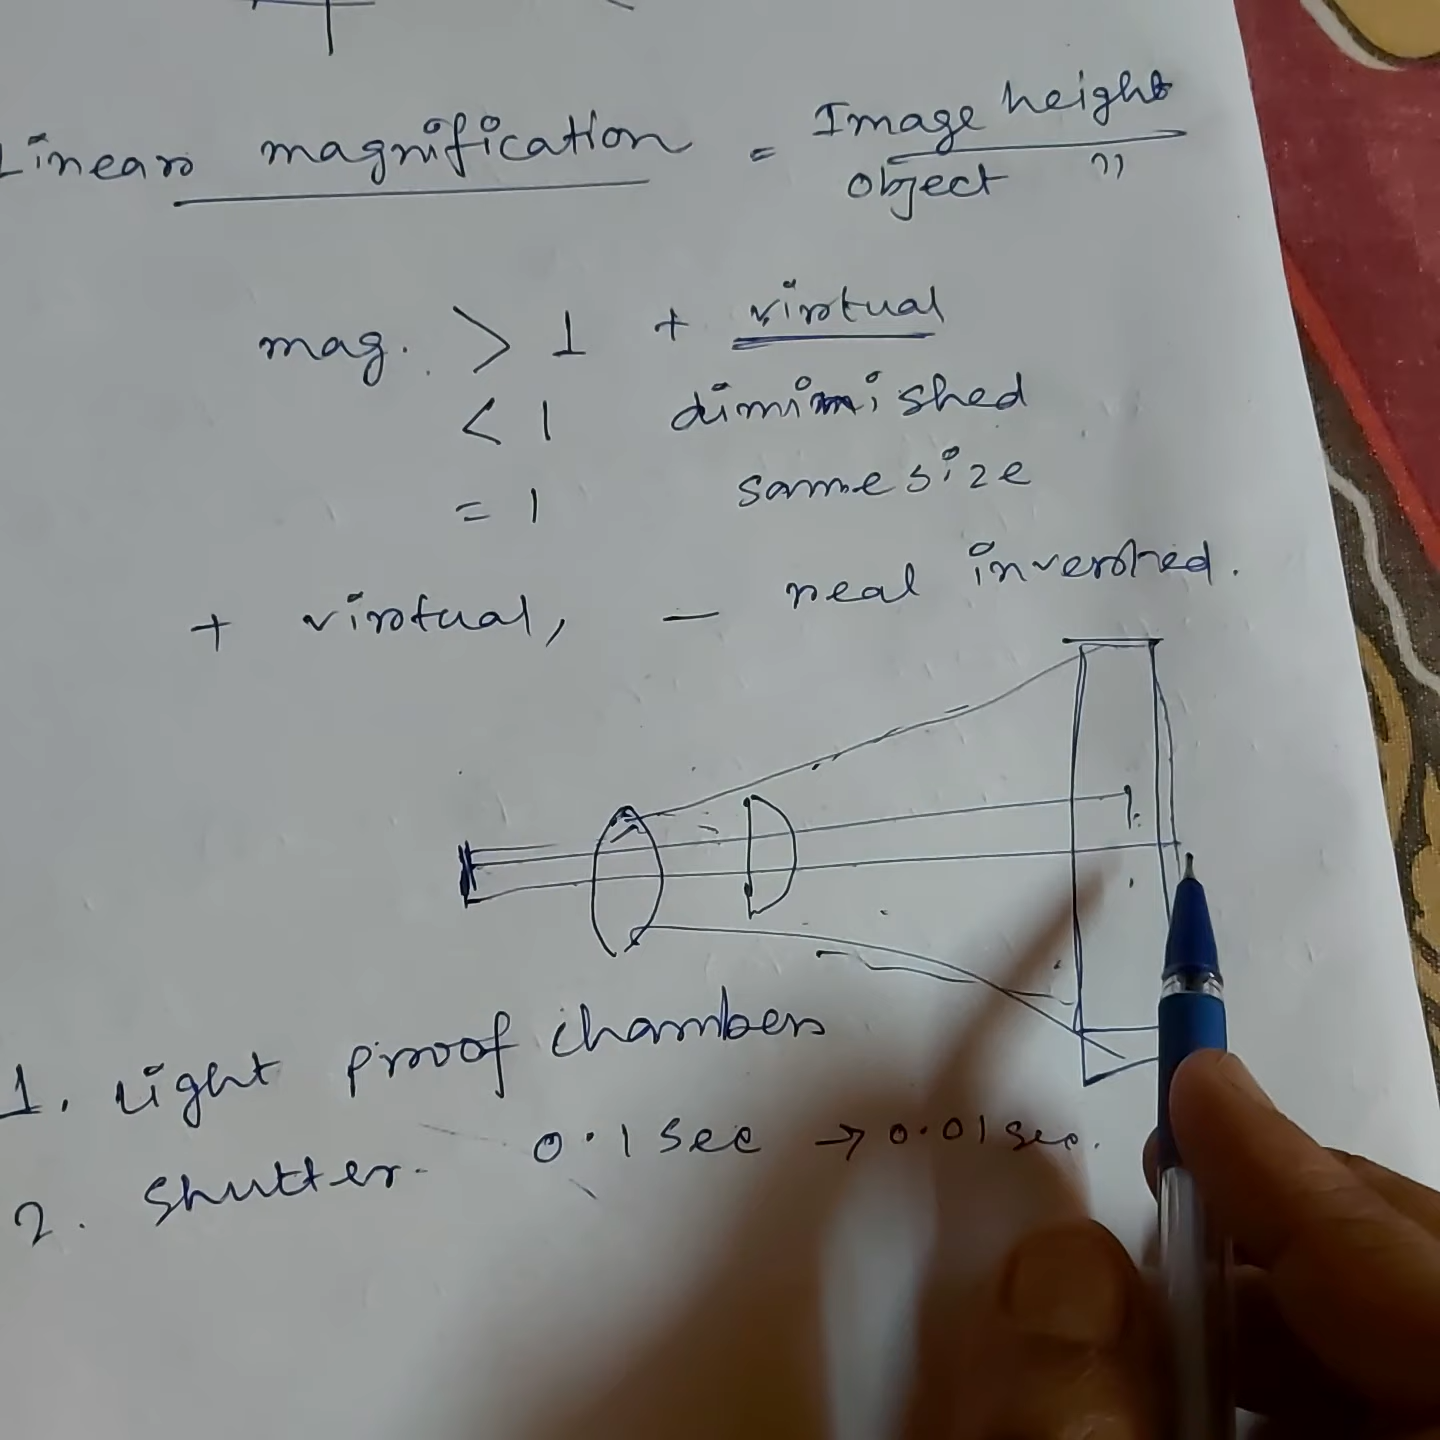 Linear magnification = Image height
object "
mag. > 1 + virtual
< 1 diminished
= 1 same size
+ virtual, - real inverted.
1. Light proof chambers
2. Shutter. 0.1 sec → 0.01 sec.